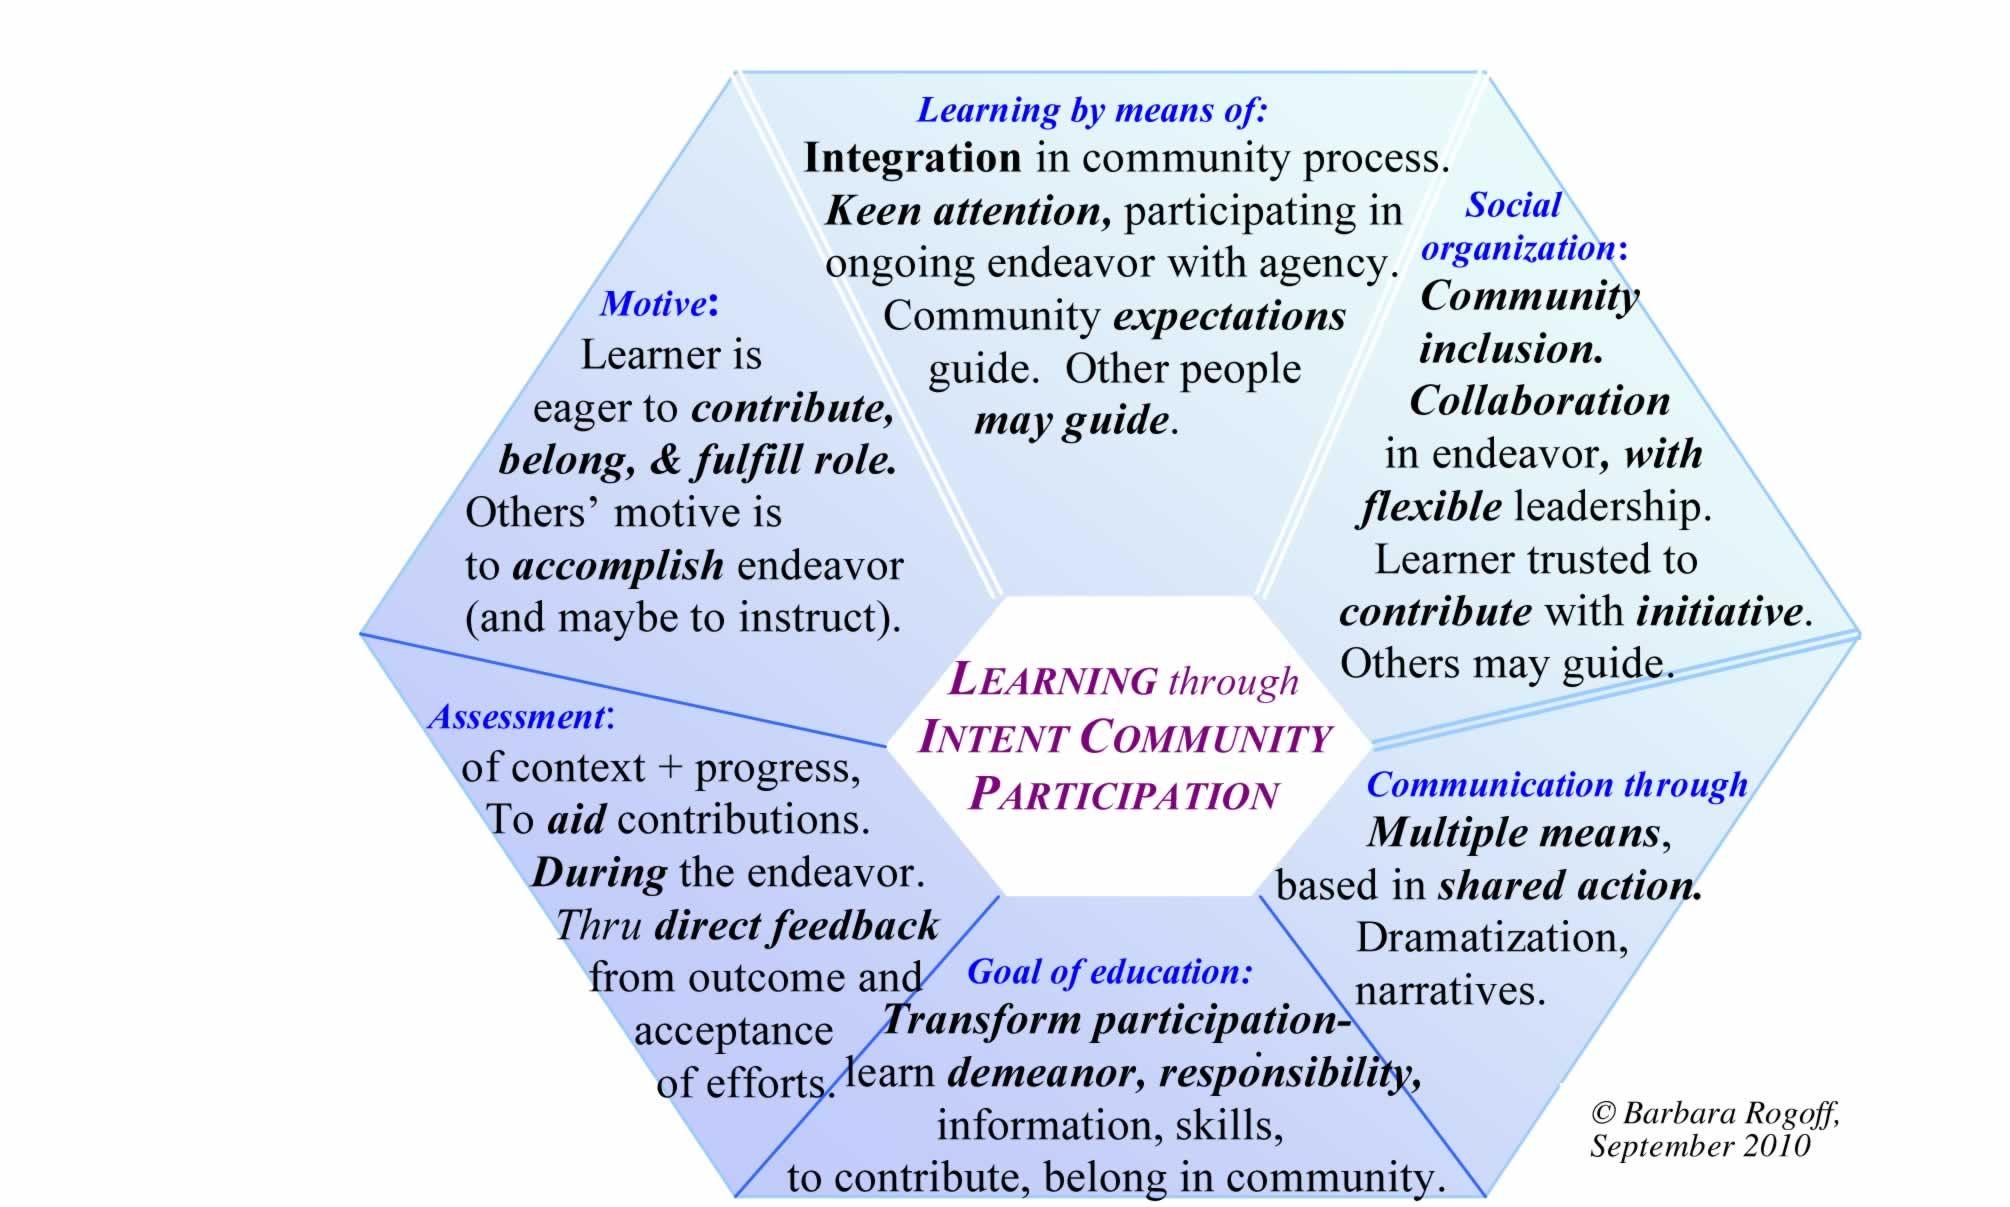 Learning by means of:
Integration in community process.
Keen attention, participating in
ongoing endeavor with agency.
Community expectations
guide.  Other people
may guide.
Social
organization:
Community
inclusion.
Collaboration
in endeavor, with
flexible leadership.
Learner trusted to
contribute with initiative.
Others may guide.
Communication through
Multiple means,
based in shared action.
Dramatization,
narratives.
Goal of education:
Transform participation-
learn demeanor, responsibility,
information, skills,
to contribute, belong in community.
Assessment:
of context + progress,
To aid contributions.
During the endeavor.
Thru direct feedback
from outcome and
acceptance
of efforts.
Motive:
Learner is
eager to contribute,
belong, & fulfill role.
Others’ motive is
to accomplish endeavor
(and maybe to instruct).
LEARNING through
INTENT COMMUNITY
PARTICIPATION
© Barbara Rogoff,
September 2010